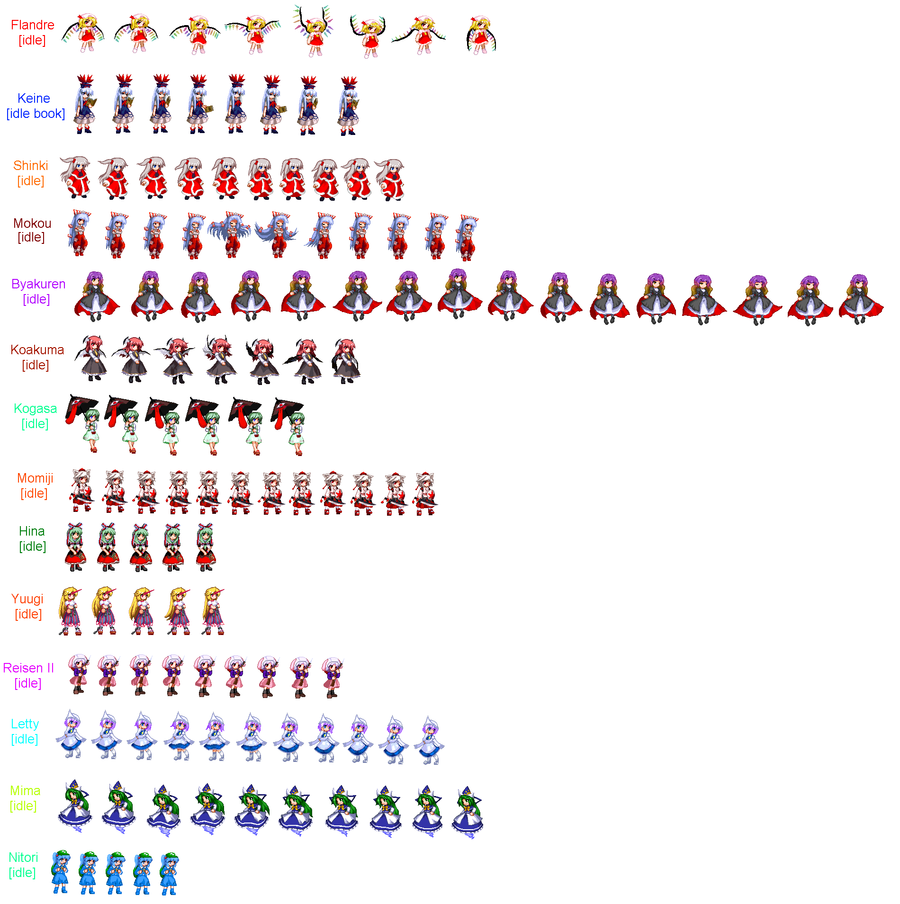 Flandre
[idle]
Keine
[idle book]
Shinki
[idle]
Mokou
[idle]
Byakuren
[idle]
Koakuma
[idle]
Kogasa
[idle]
Momiji
[idle]
Hina
[idle]
Yuugi
[idle]
Reisen II
[idle]
Letty
[idle]
Mima
[idle]
Nitori
[idle]